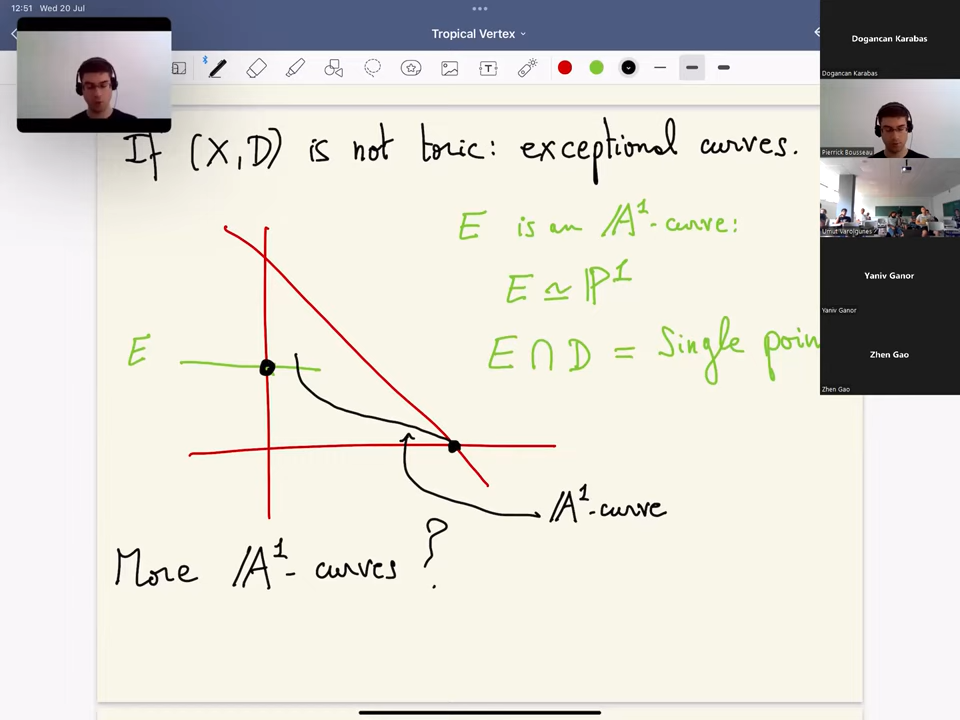 12:51 Wed 20 Jul
Tropical Vertex
Dogancan Karabas
Dogancan Karabas
Pierrick Bousseau
Umut Varolgunes
Yaniv Ganor
Yaniv Ganor
Zhen Gao
Zhen Gao
If (X,D) is not toric: exceptional curves.
E is an 𝔸¹-curve:
E ≃ ℙ¹
E
E ∩ D = Single poin
𝔸¹-curve
More 𝔸¹- curves ?